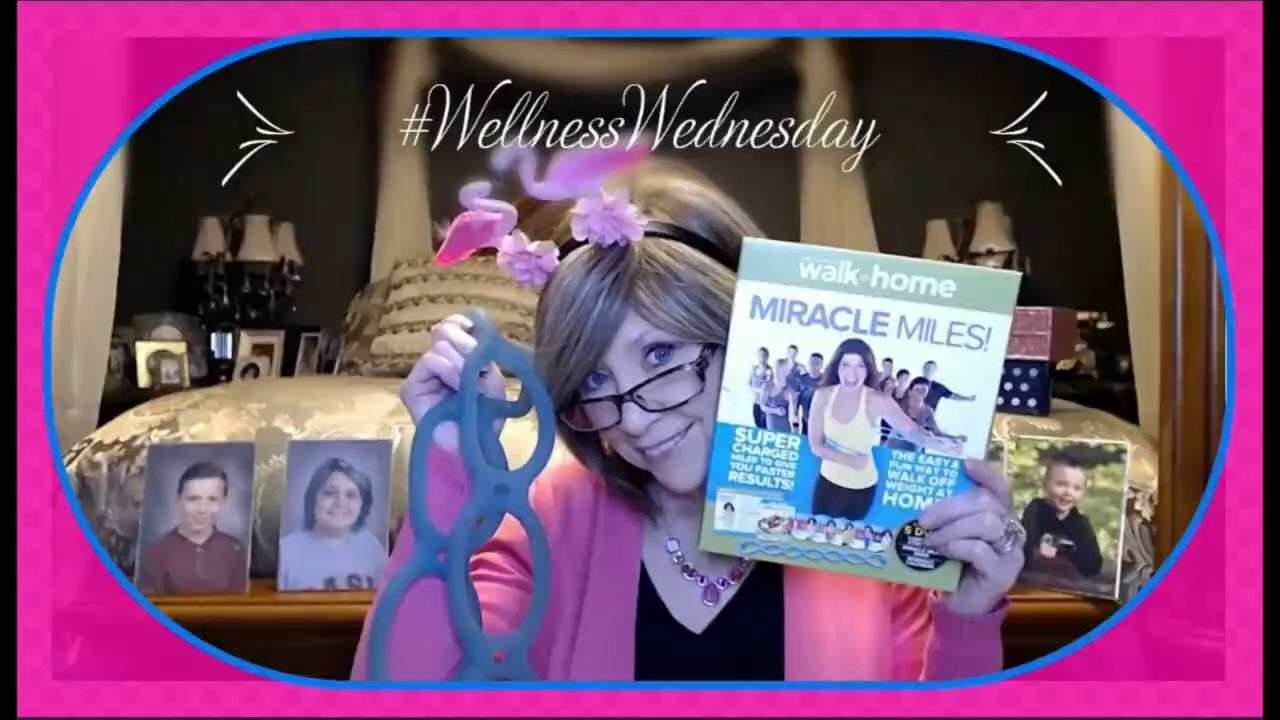 #WellnessWednesday
walk at home
MIRACLE MILES!
SUPER
CHARGED
MILES TO GIVE
YOU FASTER
RESULTS!
THE EASY &
FUN WAY TO
WALK OFF
WEIGHT AT
HOME